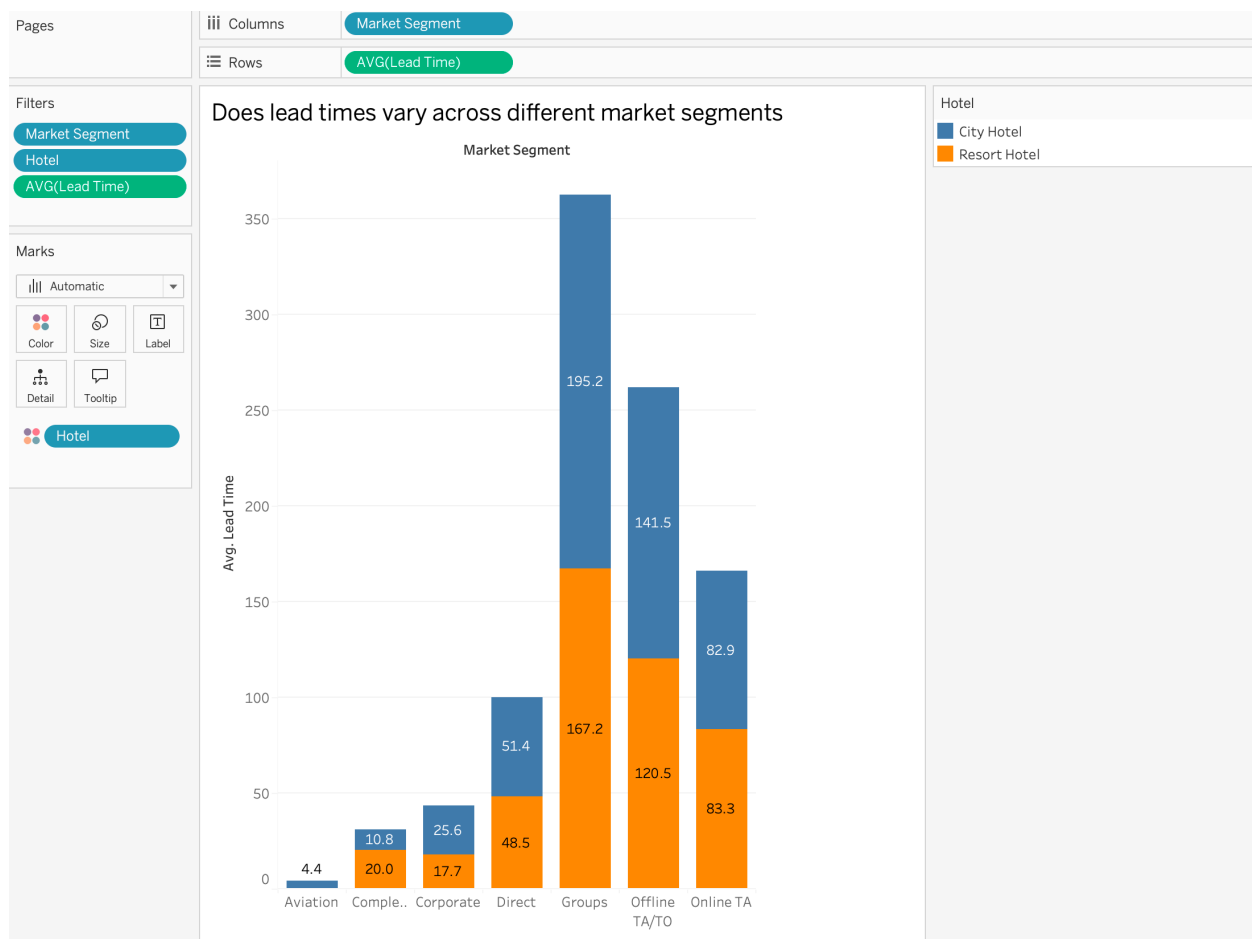 Pages
Columns
Market Segment
Rows
AVG(Lead Time)
Filters
Market Segment
Hotel
AVG(Lead Time)
Marks
Automatic
Color
Size
Label
Detail
Tooltip
Hotel
Does lead times vary across different market segments
Market Segment
Avg. Lead Time
350
300
250
200
150
100
50
0
4.4
10.8
20.0
25.6
17.7
51.4
48.5
195.2
167.2
141.5
120.5
82.9
83.3
Aviation
Comple..
Corporate
Direct
Groups
Offline
TA/TO
Online TA
Hotel
City Hotel
Resort Hotel